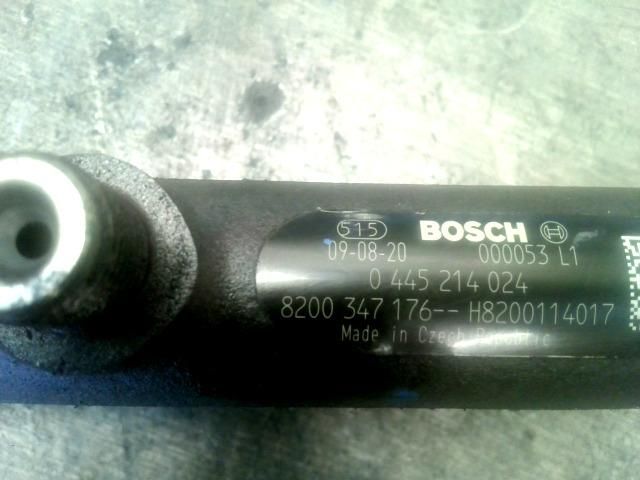 515 BOSCH
09-08-20 000053 L1
0 445 214 024
8200 347 176-- H8200114017
Made in Czech Republic